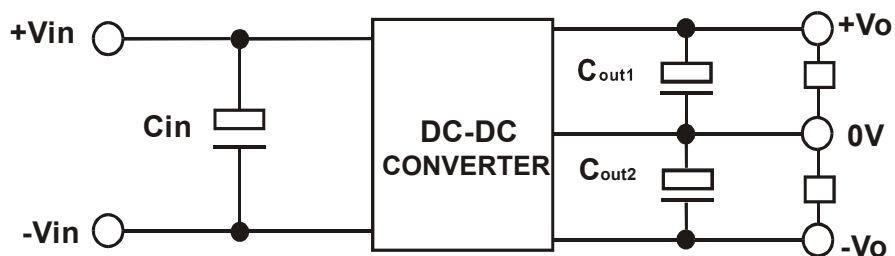 +Vin
Cin
-Vin
DC-DC
CONVERTER
Cout1
Cout2
+Vo
0V
-Vo